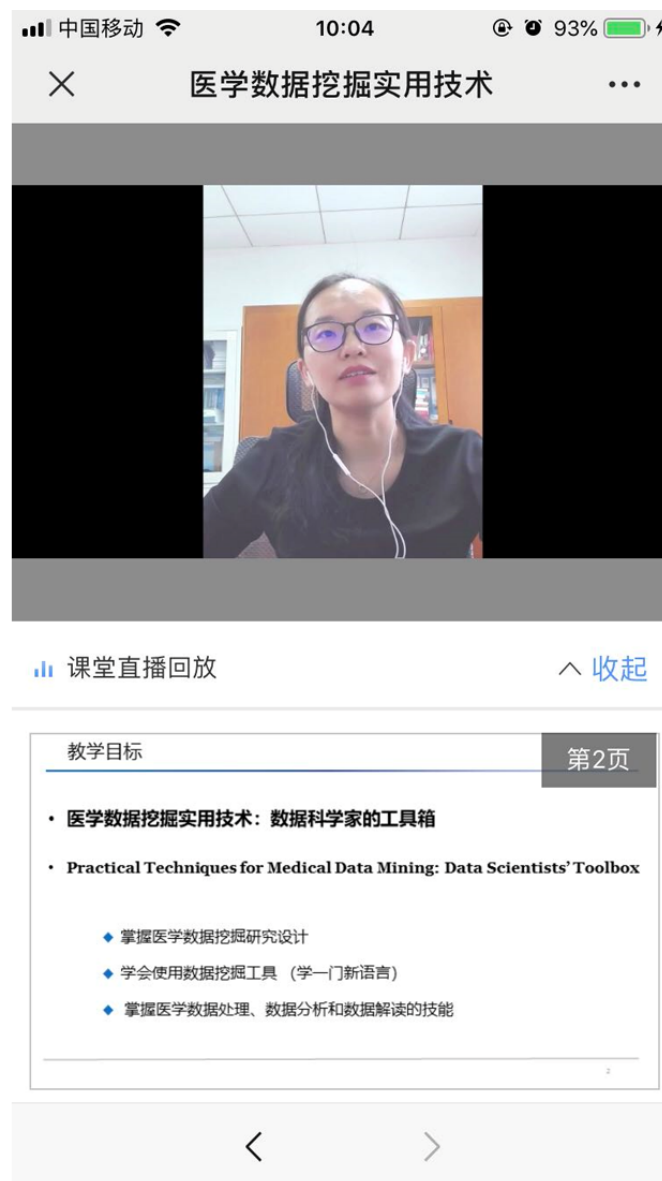 中国移动 10:04 93%
医学数据挖掘实用技术
课堂直播回放 收起
教学目标 第2页
• 医学数据挖掘实用技术：数据科学家的工具箱
• Practical Techniques for Medical Data Mining: Data Scientists’ Toolbox
◆ 掌握医学数据挖掘研究设计
◆ 学会使用数据挖掘工具 （学一门新语言）
◆ 掌握医学数据处理、数据分析和数据解读的技能
2